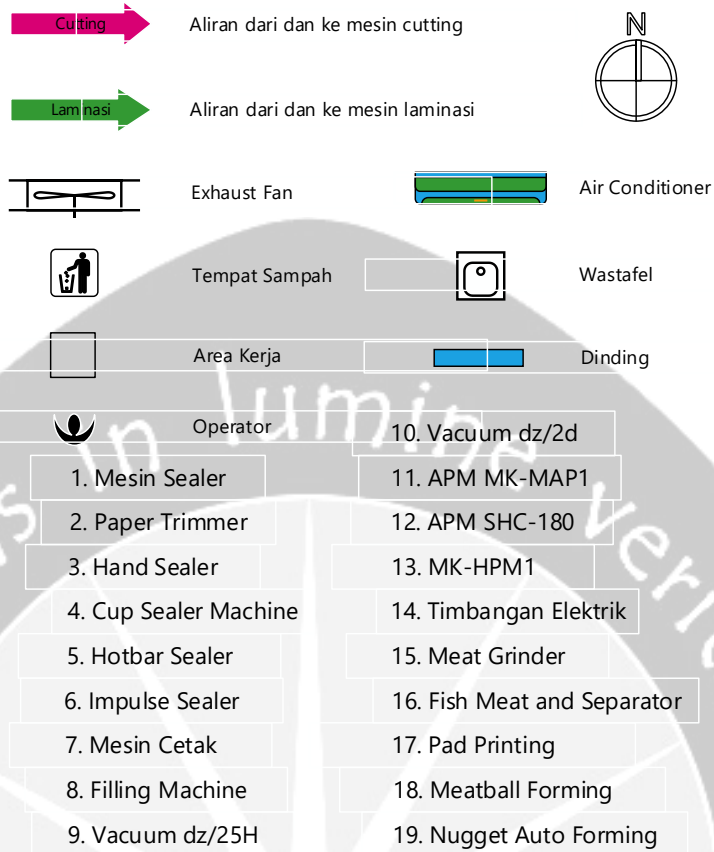 Cutting Aliran dari dan ke mesin cutting
N
Laminasi Aliran dari dan ke mesin laminasi
Exhaust Fan
Air Conditioner
Tempat Sampah
Wastafel
Area Kerja
Dinding
Operator
1. Mesin Sealer
2. Paper Trimmer
3. Hand Sealer
4. Cup Sealer Machine
5. Hotbar Sealer
6. Impulse Sealer
7. Mesin Cetak
8. Filling Machine
9. Vacuum dz/25H
10. Vacuum dz/2d
11. APM MK-MAP1
12. APM SHC-180
13. MK-HPM1
14. Timbangan Elektrik
15. Meat Grinder
16. Fish Meat and Separator
17. Pad Printing
18. Meatball Forming
19. Nugget Auto Forming
s in lumine verit